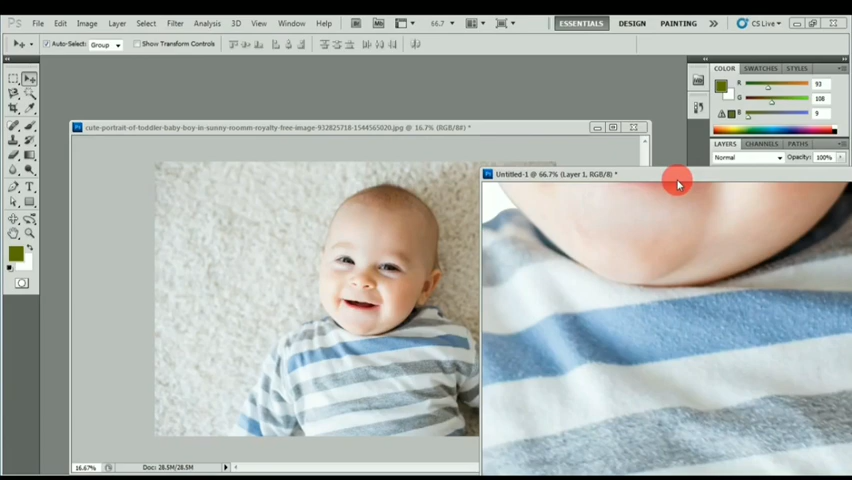 Ps File Edit Image Layer Select Filter Analysis 3D View Window Help Br Mb 66.7 ESSENTIALS DESIGN PAINTING CS Live
Auto-Select: Group Show Transform Controls
COLOR SWATCHES STYLES
R 93
G 108
B 9
cute-portrait-of-toddler-baby-boy-in-sunny-roomm-royalty-free-image-932825718-1544565020.jpg @ 16.7% (RGB/8#) *
LAYERS CHANNELS PATHS
Normal Opacity: 100%
Untitled-1 @ 66.7% (Layer 1, RGB/8) *
T
16.67% Doc: 28.5M/28.5M